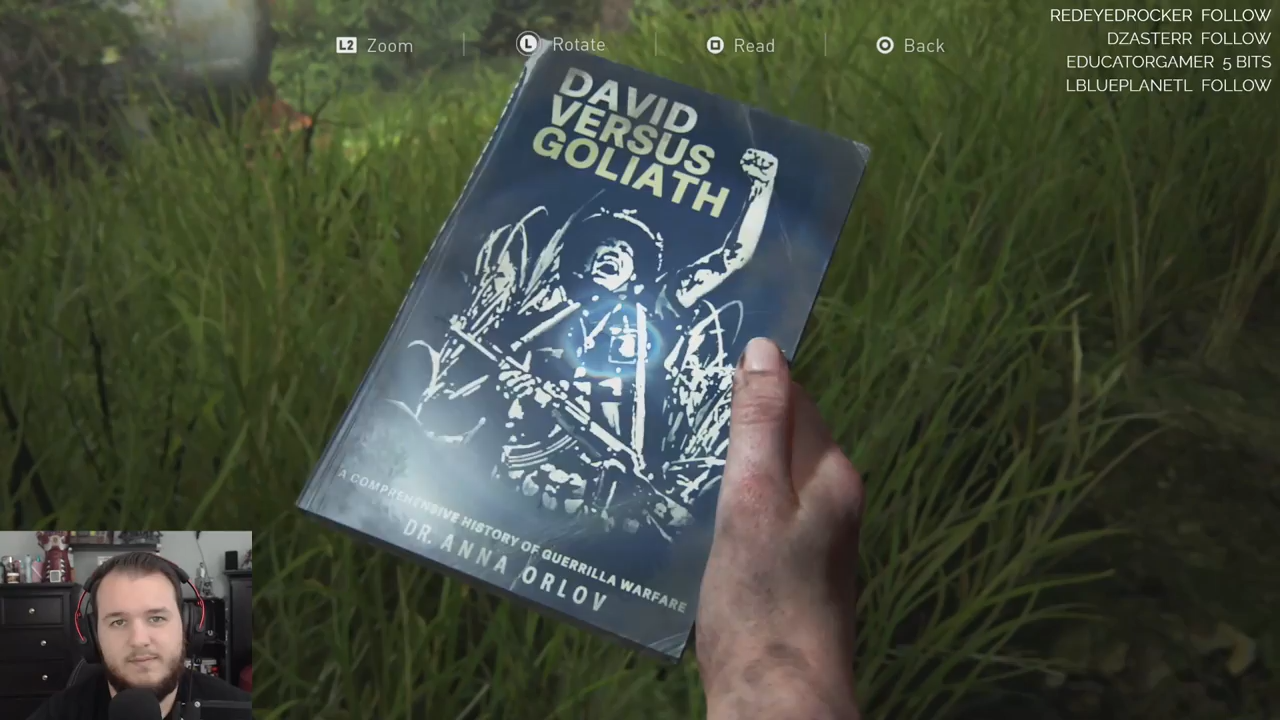 L2 Zoom
L Rotate
Read
Back
REDEYEDROCKER FOLLOW
DZASTERR FOLLOW
EDUCATORGAMER 5 BITS
LBLUEPLANETL FOLLOW
DAVID
VERSUS
GOLIATH
A COMPREHENSIVE HISTORY OF GUERRILLA WARFARE
DR. ANNA ORLOV